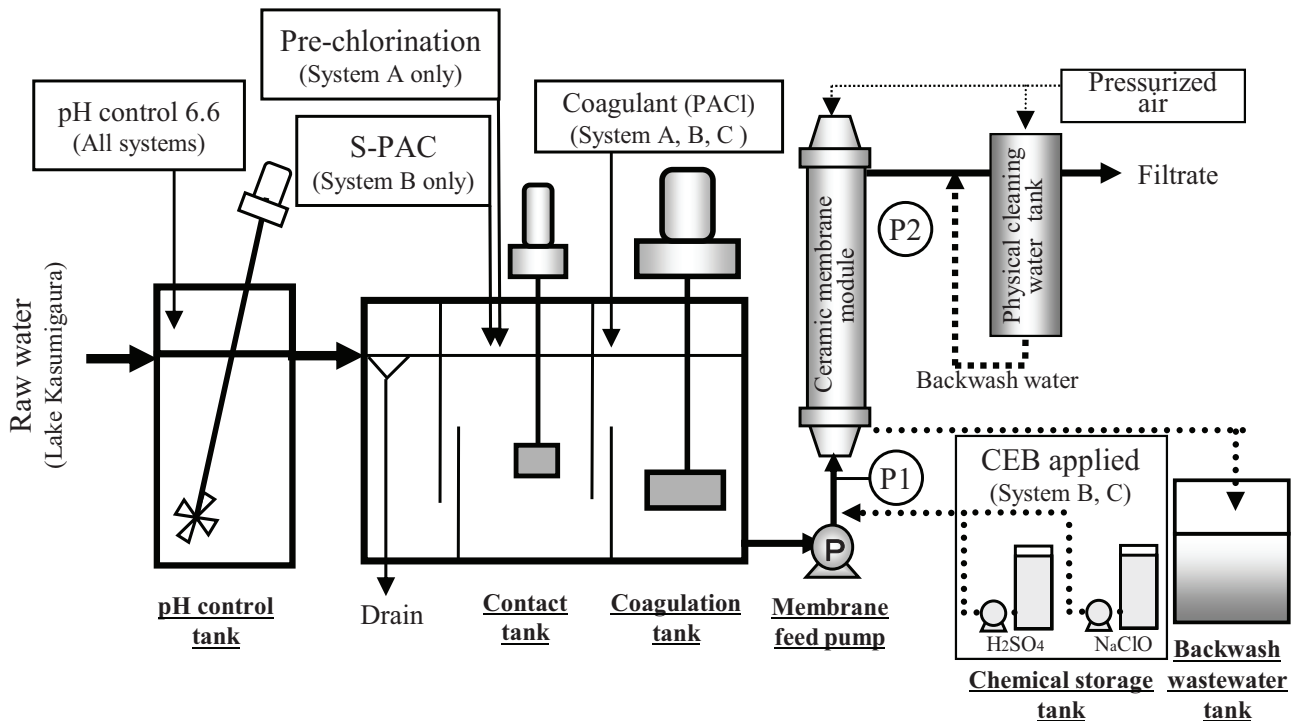 Pre-chlorination
(System A only)
pH control 6.6
(All systems)
S-PAC
(System B only)
Coagulant (PACl)
(System A, B, C )
Pressurized
air
Raw water
(Lake Kasumigaura)
Ceramic membrane
module
P2
Physical cleaning
water tank
Filtrate
Backwash water
P1
P
CEB applied
(System B, C)
H2SO4
NaClO
pH control
tank
Drain
Contact
tank
Coagulation
tank
Membrane
feed pump
Chemical storage
tank
Backwash
wastewater
tank